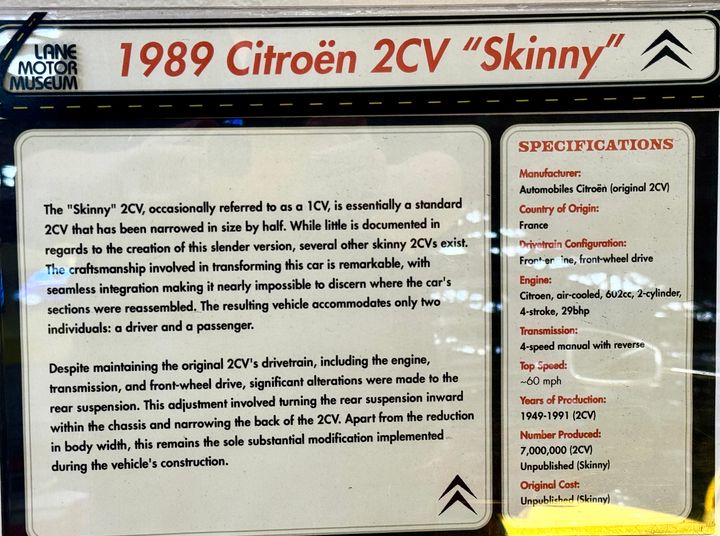 LANE
MOTOR
MUSEUM
1989 Citroën 2CV “Skinny”
The "Skinny" 2CV, occasionally referred to as a 1CV, is essentially a standard
2CV that has been narrowed in size by half. While little is documented in
regards to the creation of this slender version, several other skinny 2CVs exist.
The craftsmanship involved in transforming this car is remarkable, with
seamless integration making it nearly impossible to discern where the car's
sections were reassembled. The resulting vehicle accommodates only two
individuals: a driver and a passenger.
Despite maintaining the original 2CV's drivetrain, including the engine,
transmission, and front-wheel drive, significant alterations were made to the
rear suspension. This adjustment involved turning the rear suspension inward
within the chassis and narrowing the back of the 2CV. Apart from the reduction
in body width, this remains the sole substantial modification implemented
during the vehicle's construction.
SPECIFICATIONS
Manufacturer:
Automobiles Citroën (original 2CV)
Country of Origin:
France
Drivetrain Configuration:
Front-engine, front-wheel drive
Engine:
Citroen, air-cooled, 602cc, 2-cylinder,
4-stroke, 29bhp
Transmission:
4-speed manual with reverse
Top Speed:
~60 mph
Years of Production:
1949-1991 (2CV)
Number Produced:
7,000,000 (2CV)
Unpublished (Skinny)
Original Cost:
Unpublished (Skinny)